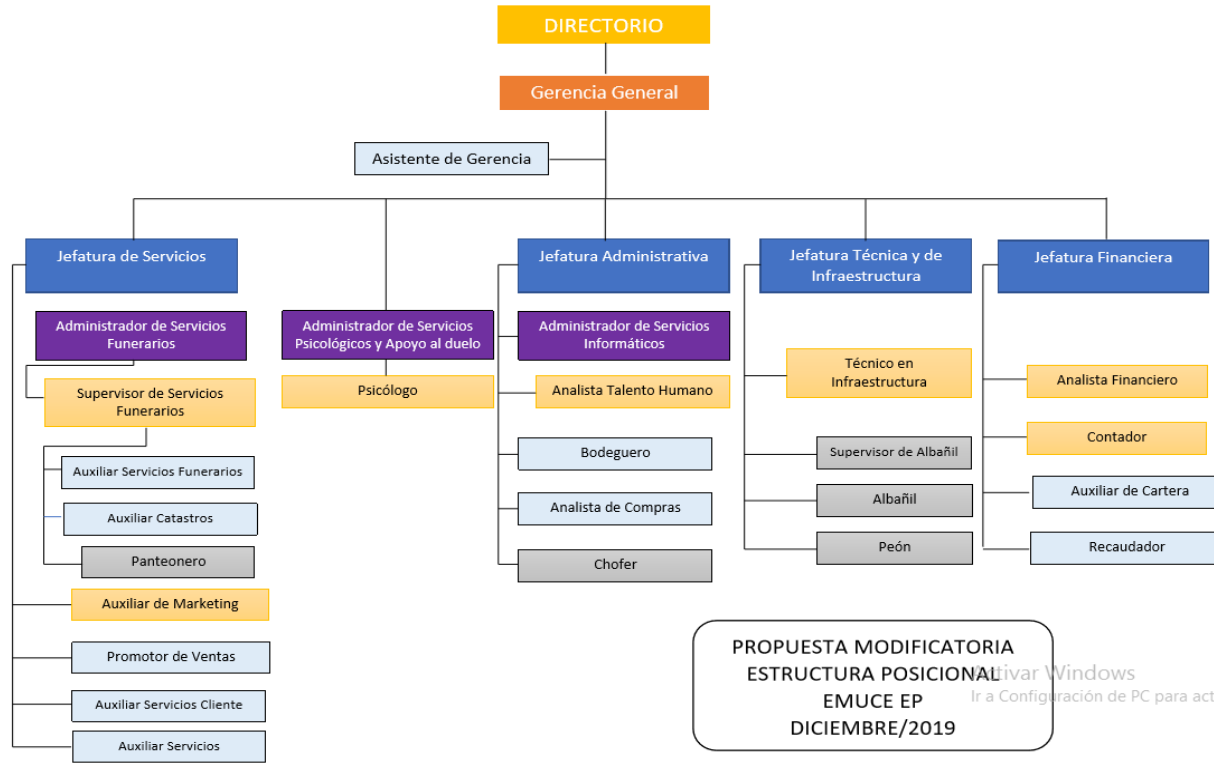 DIRECTORIO
Gerencia General
Asistente de Gerencia
Jefatura de Servicios
Administrador de Servicios
Funerarios
Supervisor de Servicios
Funerarios
Auxiliar Servicios Funerarios
Auxiliar Catastros
Panteonero
Auxiliar de Marketing
Promotor de Ventas
Auxiliar Servicios Cliente
Auxiliar Servicios
Administrador de Servicios
Psicológicos y Apoyo al duelo
Psicólogo
Jefatura Administrativa
Administrador de Servicios
Informáticos
Analista Talento Humano
Bodeguero
Analista de Compras
Chofer
Jefatura Técnica y de
Infraestructura
Técnico en
Infraestructura
Supervisor de Albañil
Albañil
Peón
Jefatura Financiera
Analista Financiero
Contador
Auxiliar de Cartera
Recaudador
PROPUESTA MODIFICATORIA
ESTRUCTURA POSICIONAL
EMUCE EP
DICIEMBRE/2019
Activar Windows
Ir a Configuración de PC para act